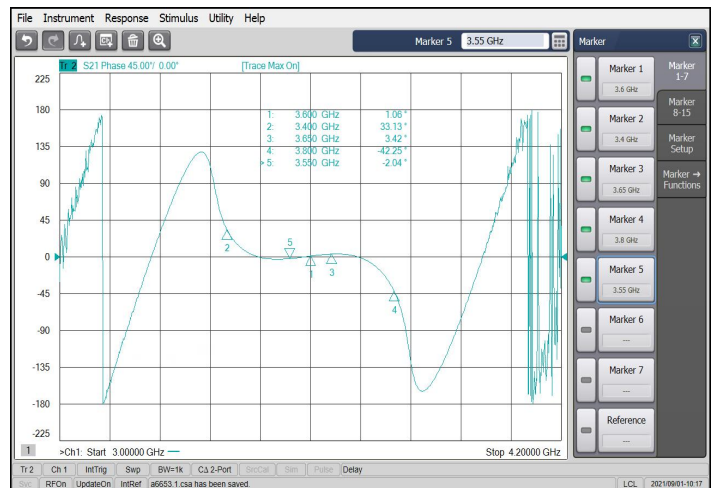 File Instrument Response Stimulus Utility Help
Marker 5 3.55 GHz
Marker
Tr 2 S21 Phase 45.00°/ 0.00° [Trace Max On]
225
180
135
90
45
0
-45
-90
-135
-180
-225
1: 3.600 GHz 1.06 °
2: 3.400 GHz 33.13 °
3: 3.650 GHz 3.42 °
4: 3.800 GHz -42.25 °
> 5: 3.550 GHz -2.04 °
2
5
1
3
4
1 >Ch1: Start 3.00000 GHz Stop 4.20000 GHz
Marker 1
3.6 GHz
Marker 2
3.4 GHz
Marker 3
3.65 GHz
Marker 4
3.8 GHz
Marker 5
3.55 GHz
Marker 6
---
Marker 7
---
Reference
---
Marker
1-7
Marker
8-15
Marker
Setup
Marker →
Functions
Tr 2 Ch 1 IntTrig Swp BW=1k CΔ 2-Port SrcCal Sim Pulse Delay
Svc RFOn UpdateOn IntRef a6653.1.csa has been saved. LCL 2021/09/01-10:17